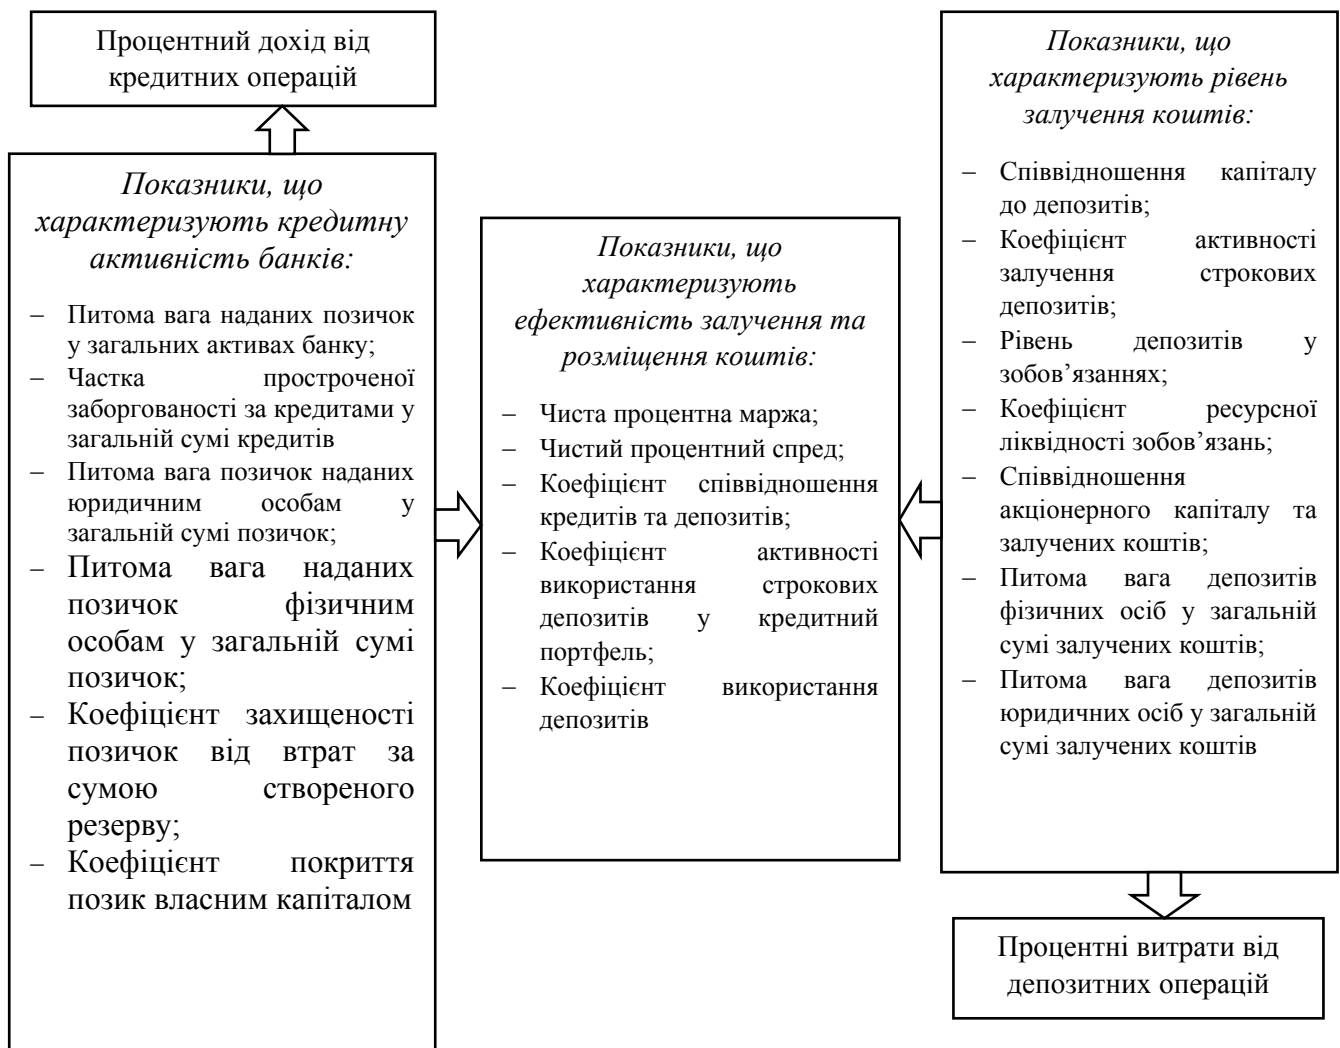 Процентний дохід від
кредитних операцій
Показники, що
характеризують кредитну
активність банків:
– Питома вага наданих позичок
у загальних активах банку;
– Частка простроченої
заборгованості за кредитами у
загальній сумі кредитів
– Питома вага позичок наданих
юридичним особам у
загальній сумі позичок;
– Питома вага наданих
позичок фізичним
особам у загальній сумі
позичок;
– Коефіцієнт захищеності
позичок від втрат за
сумою створеного
резерву;
– Коефіцієнт покриття
позик власним капіталом
Показники, що
характеризують
ефективність залучення та
розміщення коштів:
– Чиста процентна маржа;
– Чистий процентний спред;
– Коефіцієнт співвідношення
кредитів та депозитів;
– Коефіцієнт активності
використання строкових
депозитів у кредитний
портфель;
– Коефіцієнт використання
депозитів
Показники, що
характеризують рівень
залучення коштів:
– Співвідношення капіталу
до депозитів;
– Коефіцієнт активності
залучення строкових
депозитів;
– Рівень депозитів у
зобов’язаннях;
– Коефіцієнт ресурсної
ліквідності зобов’язань;
– Співвідношення
акціонерного капіталу та
залучених коштів;
– Питома вага депозитів
фізичних осіб у загальній
сумі залучених коштів;
– Питома вага депозитів
юридичних осіб у загальній
сумі залучених коштів
Процентні витрати від
депозитних операцій